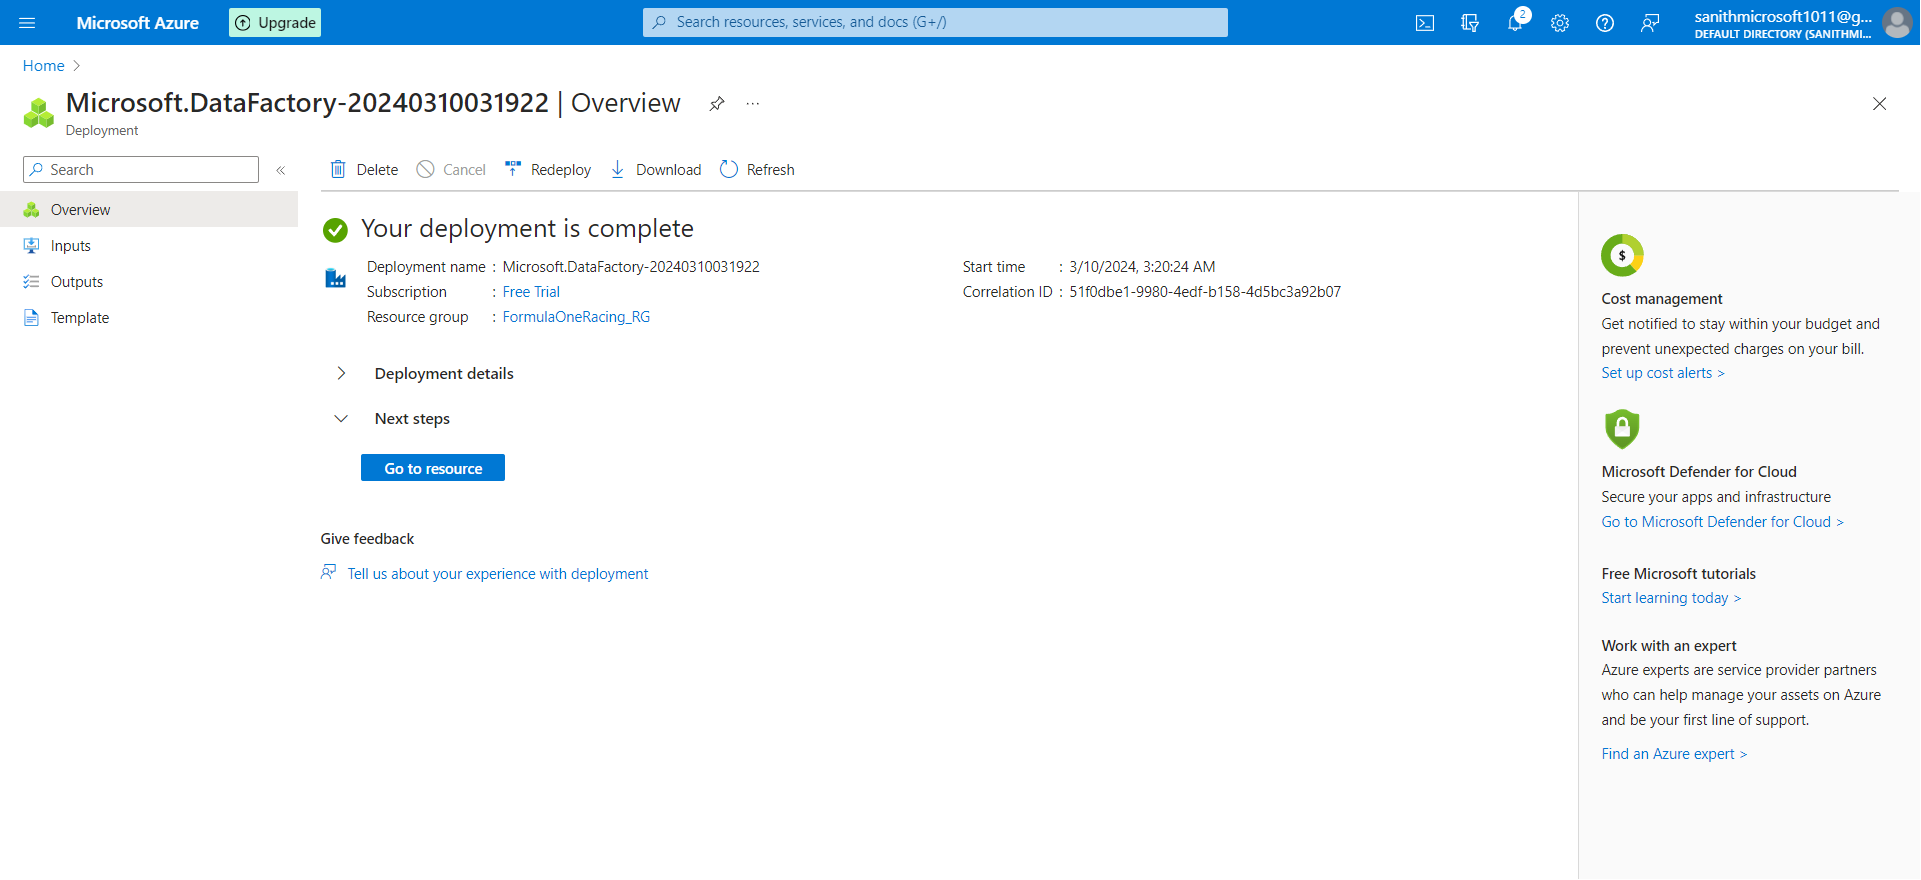 Microsoft Azure
Upgrade
Search resources, services, and docs (G+/)
2
sanithmicrosoft1011@g...
DEFAULT DIRECTORY (SANITHMI...
Home
Microsoft.DataFactory-20240310031922 | Overview
...
Deployment
Search
«
Overview
Inputs
Outputs
Template
Delete
Cancel
Redeploy
Download
Refresh
Your deployment is complete
Deployment name : Microsoft.DataFactory-20240310031922
Subscription : Free Trial
Resource group : FormulaOneRacing_RG
Start time : 3/10/2024, 3:20:24 AM
Correlation ID : 51f0dbe1-9980-4edf-b158-4d5bc3a92b07
Deployment details
Next steps
Go to resource
Give feedback
Tell us about your experience with deployment
$
Cost management
Get notified to stay within your budget and
prevent unexpected charges on your bill.
Set up cost alerts >
Microsoft Defender for Cloud
Secure your apps and infrastructure
Go to Microsoft Defender for Cloud >
Free Microsoft tutorials
Start learning today >
Work with an expert
Azure experts are service provider partners
who can help manage your assets on Azure
and be your first line of support.
Find an Azure expert >